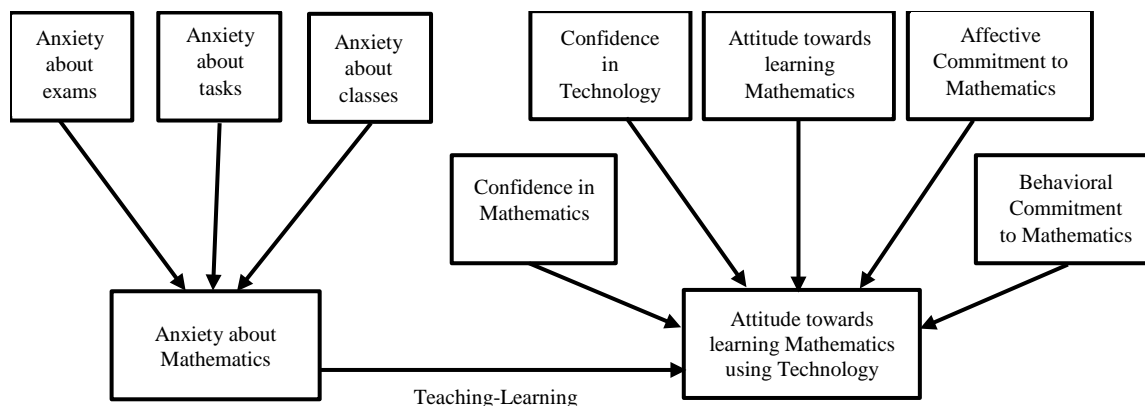 Anxiety
about
exams
Anxiety
about
tasks
Anxiety
about
classes
Confidence
in
Technology
Attitude towards
learning
Mathematics
Affective
Commitment to
Mathematics
Confidence in
Mathematics
Behavioral
Commitment
to Mathematics
Anxiety about
Mathematics
Attitude towards
learning Mathematics
using Technology
Teaching-Learning